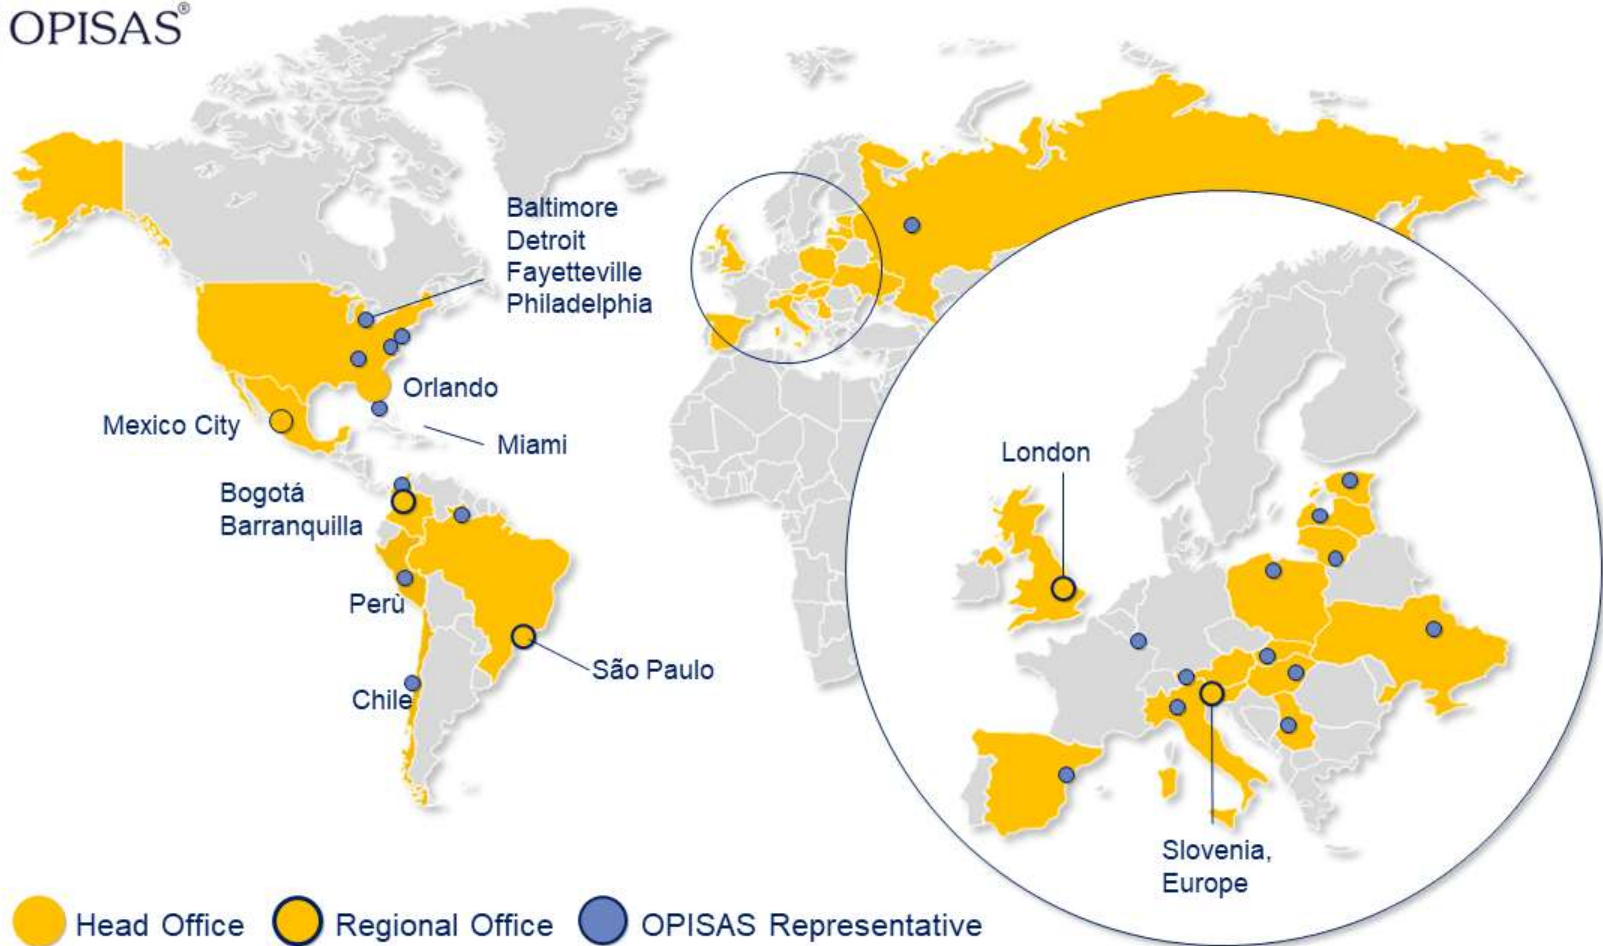 OPISAS®
Baltimore
Detroit
Fayetteville
Philadelphia
Orlando
Mexico City
Miami
Bogotá
Barranquilla
Perù
São Paulo
Chile
London
Slovenia,
Europe
Head Office
Regional Office
OPISAS Representative